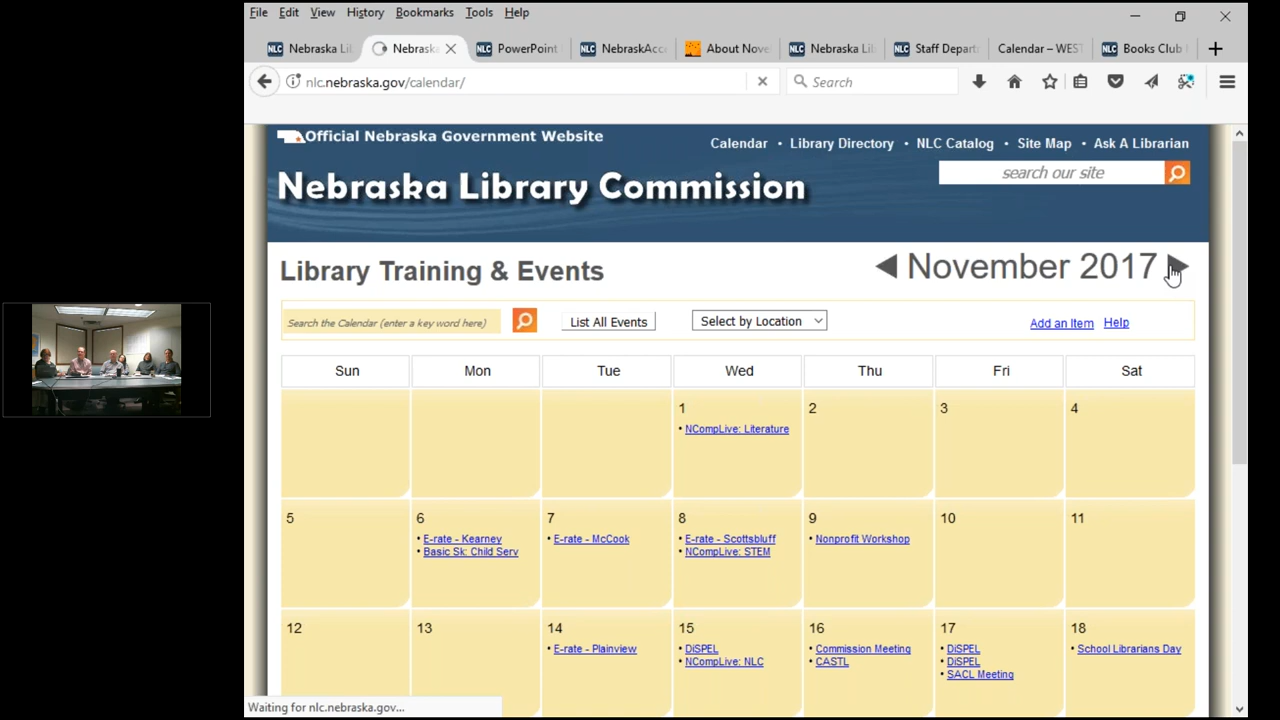 File Edit View History Bookmarks Tools Help
Nebraska Li Nebraska PowerPoint NebraskAcc About Nove Nebraska Lib Staff Depart Calendar – WEST Books Club
nlc.nebraska.gov/calendar/ Search
Official Nebraska Government Website
Calendar • Library Directory • NLC Catalog • Site Map • Ask A Librarian
Nebraska Library Commission
search our site
Library Training & Events
November 2017
Search the Calendar (enter a key word here) List All Events Select by Location Add an Item Help
Sun Mon Tue Wed Thu Fri Sat
1 2 3 4
• NCompLive: Literature
5 6 7 8 9 10 11
• E-rate - Kearney • E-rate - McCook • E-rate - Scottsbluff • Nonprofit Workshop
• Basic Sk: Child Serv • NCompLive: STEM
12 13 14 15 16 17 18
• E-rate - Plainview • DiSPEL • Commission Meeting • DiSPEL • School Librarians Day
• NCompLive: NLC • CASTL • DiSPEL
• SACL Meeting
Waiting for nlc.nebraska.gov...